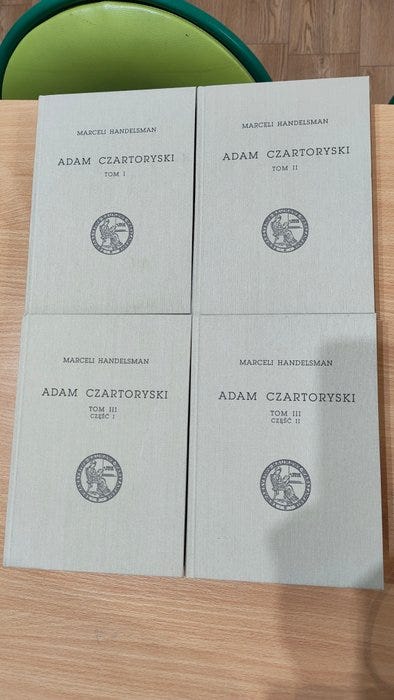 MARCELI HANDELSMAN
ADAM CZARTORYSKI
TOM I
MARCELI HANDELSMAN
ADAM CZARTORYSKI
TOM II
MARCELI HANDELSMAN
ADAM CZARTORYSKI
TOM III
CZĘŚĆ I
MARCELI HANDELSMAN
ADAM CZARTORYSKI
TOM III
CZĘŚĆ II